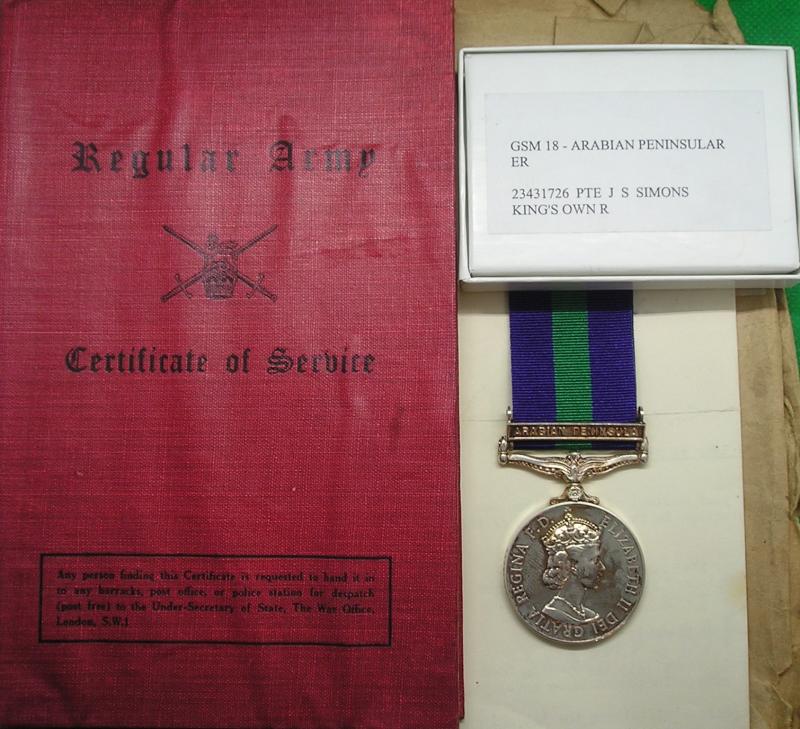 Regular Army
Certificate of Service
Any person finding this Certificate is requested to hand it in
to any barracks, post office, or police station for despatch
(post free) to the Under-Secretary of State, The War Office,
London, S.W.1
GSM 18 - ARABIAN PENINSULAR
ER
23431726 PTE J S SIMONS
KING'S OWN R
ARABIAN PENINSULA
ELIZABETH II DEI GRATIA REGINA F.D.